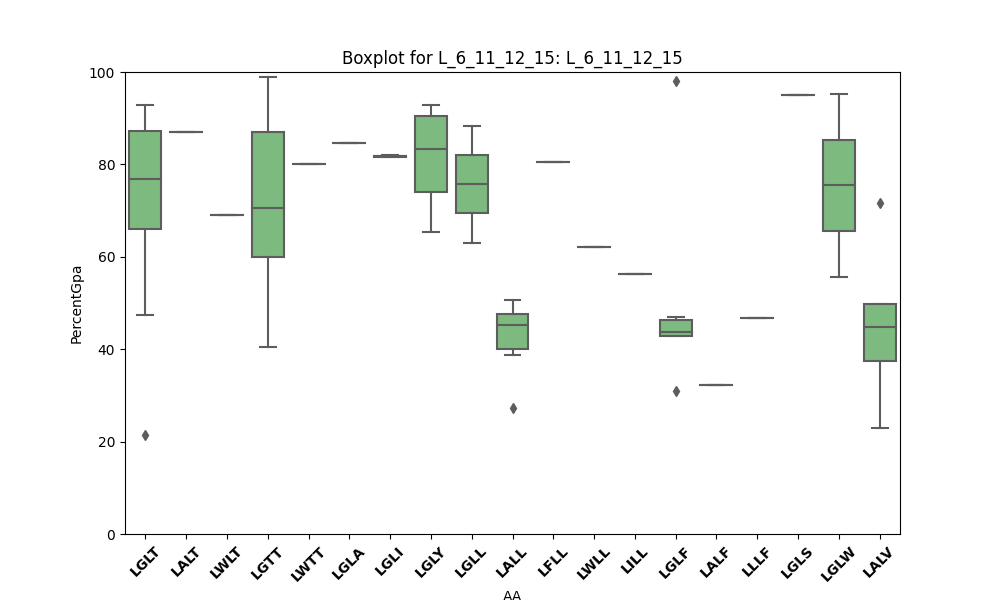 Boxplot for L_6_11_12_15: L_6_11_12_15
100
80
60
40
20
0
PercentGpa
LGLT LALT LWLT LGTT LWTT LGLA LGLI LGLY LGLL LALL LFLL LWLL LILL LGLF LALF LLLF LGLS LGLW LALV
AA